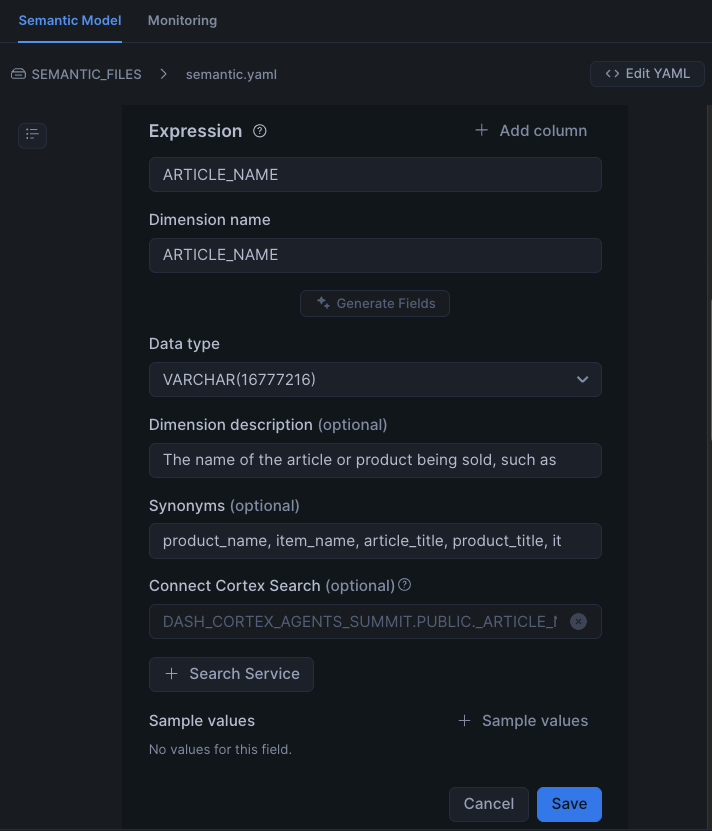 Semantic Model Monitoring
SEMANTIC_FILES > semantic.yaml <> Edit YAML
Expression ? + Add column
ARTICLE_NAME
Dimension name
ARTICLE_NAME
Generate Fields
Data type
VARCHAR(16777216)
Dimension description (optional)
The name of the article or product being sold, such as
Synonyms (optional)
product_name, item_name, article_title, product_title, it
Connect Cortex Search (optional) ?
DASH_CORTEX_AGENTS_SUMMIT.PUBLIC._ARTICLE_
+ Search Service
Sample values + Sample values
No values for this field.
Cancel Save